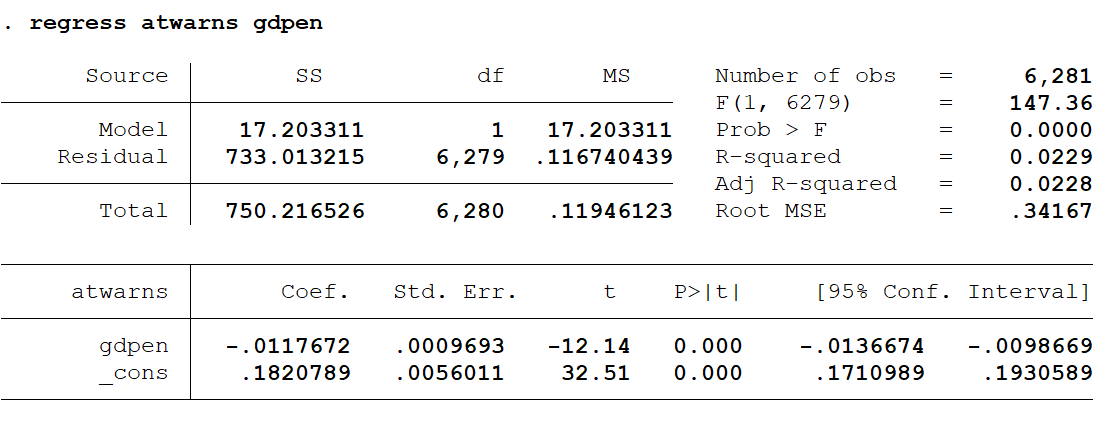 . regress atwarns gdpen
Source SS df MS Number of obs = 6,281
F(1, 6279) = 147.36
Model 17.203311 1 17.203311 Prob > F = 0.0000
Residual 733.013215 6,279 .116740439 R-squared = 0.0229
Adj R-squared = 0.0228
Total 750.216526 6,280 .11946123 Root MSE = .34167
atwarns Coef. Std. Err. t P>|t| [95% Conf. Interval]
gdpen -.0117672 .0009693 -12.14 0.000 -.0136674 -.0098669
_cons .1820789 .0056011 32.51 0.000 .1710989 .1930589